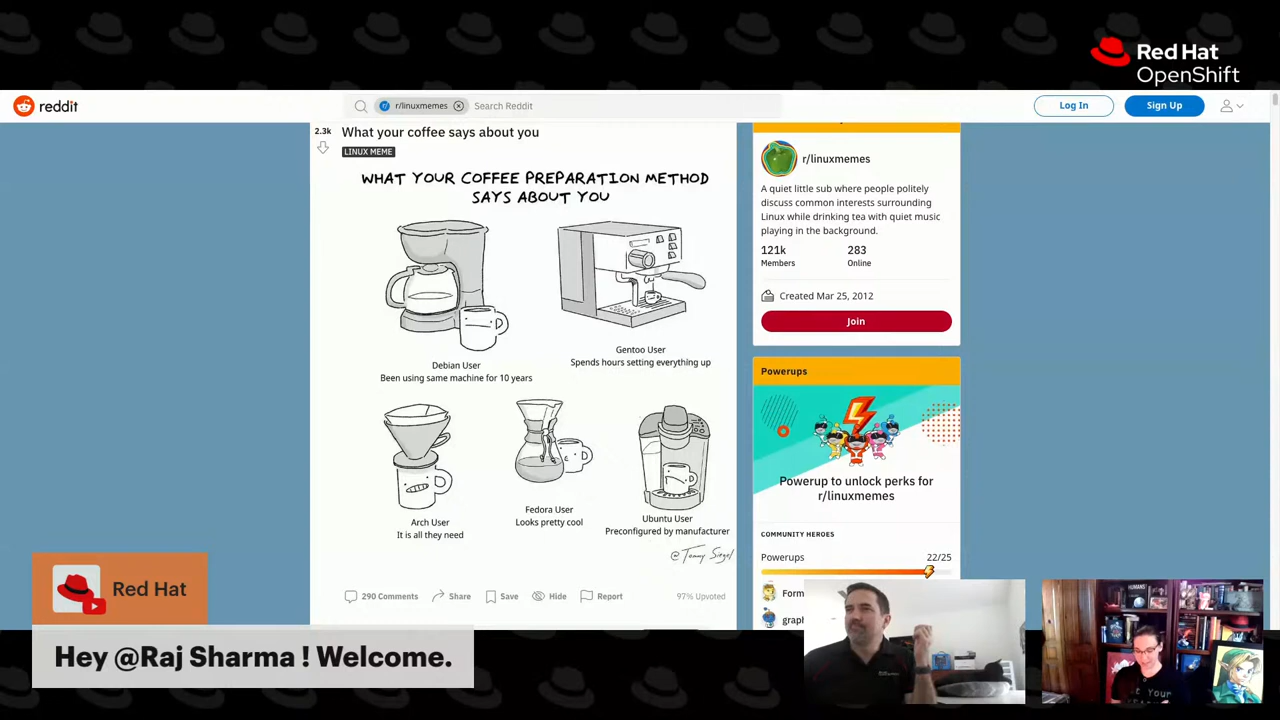 Red Hat
OpenShift
reddit
r/linuxmemes
Search Reddit
Log In
Sign Up
2.3k
What your coffee says about you
LINUX MEME
WHAT YOUR COFFEE PREPARATION METHOD
SAYS ABOUT YOU
Debian User
Been using same machine for 10 years
Gentoo User
Spends hours setting everything up
Arch User
It is all they need
Fedora User
Looks pretty cool
Ubuntu User
Preconfigured by manufacturer
@Tommy Siegel
290 Comments
Share
Save
Hide
Report
97% Upvoted
r/linuxmemes
A quiet little sub where people politely
discuss common interests surrounding
Linux while drinking tea with quiet music
playing in the background.
121k
Members
283
Online
Created Mar 25, 2012
Join
Powerups
Powerup to unlock perks for
r/linuxmemes
COMMUNITY HEROES
Powerups
22/25
Form
grap
Red Hat
Hey @Raj Sharma ! Welcome.
HUMANS